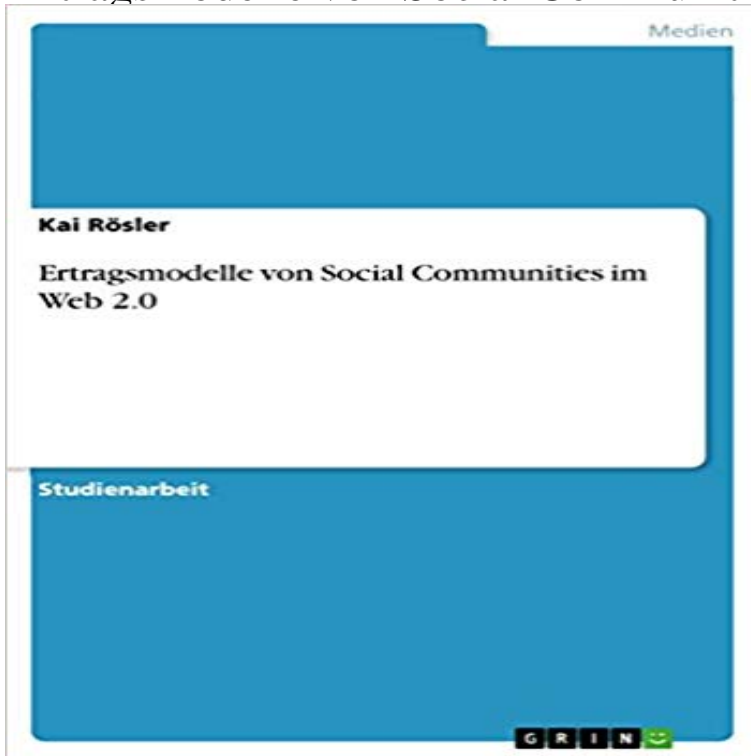 Medien
Kai Rösler
Ertragsmodelle von Social Communities im
Web 2.0
Studienarbeit
GRIN